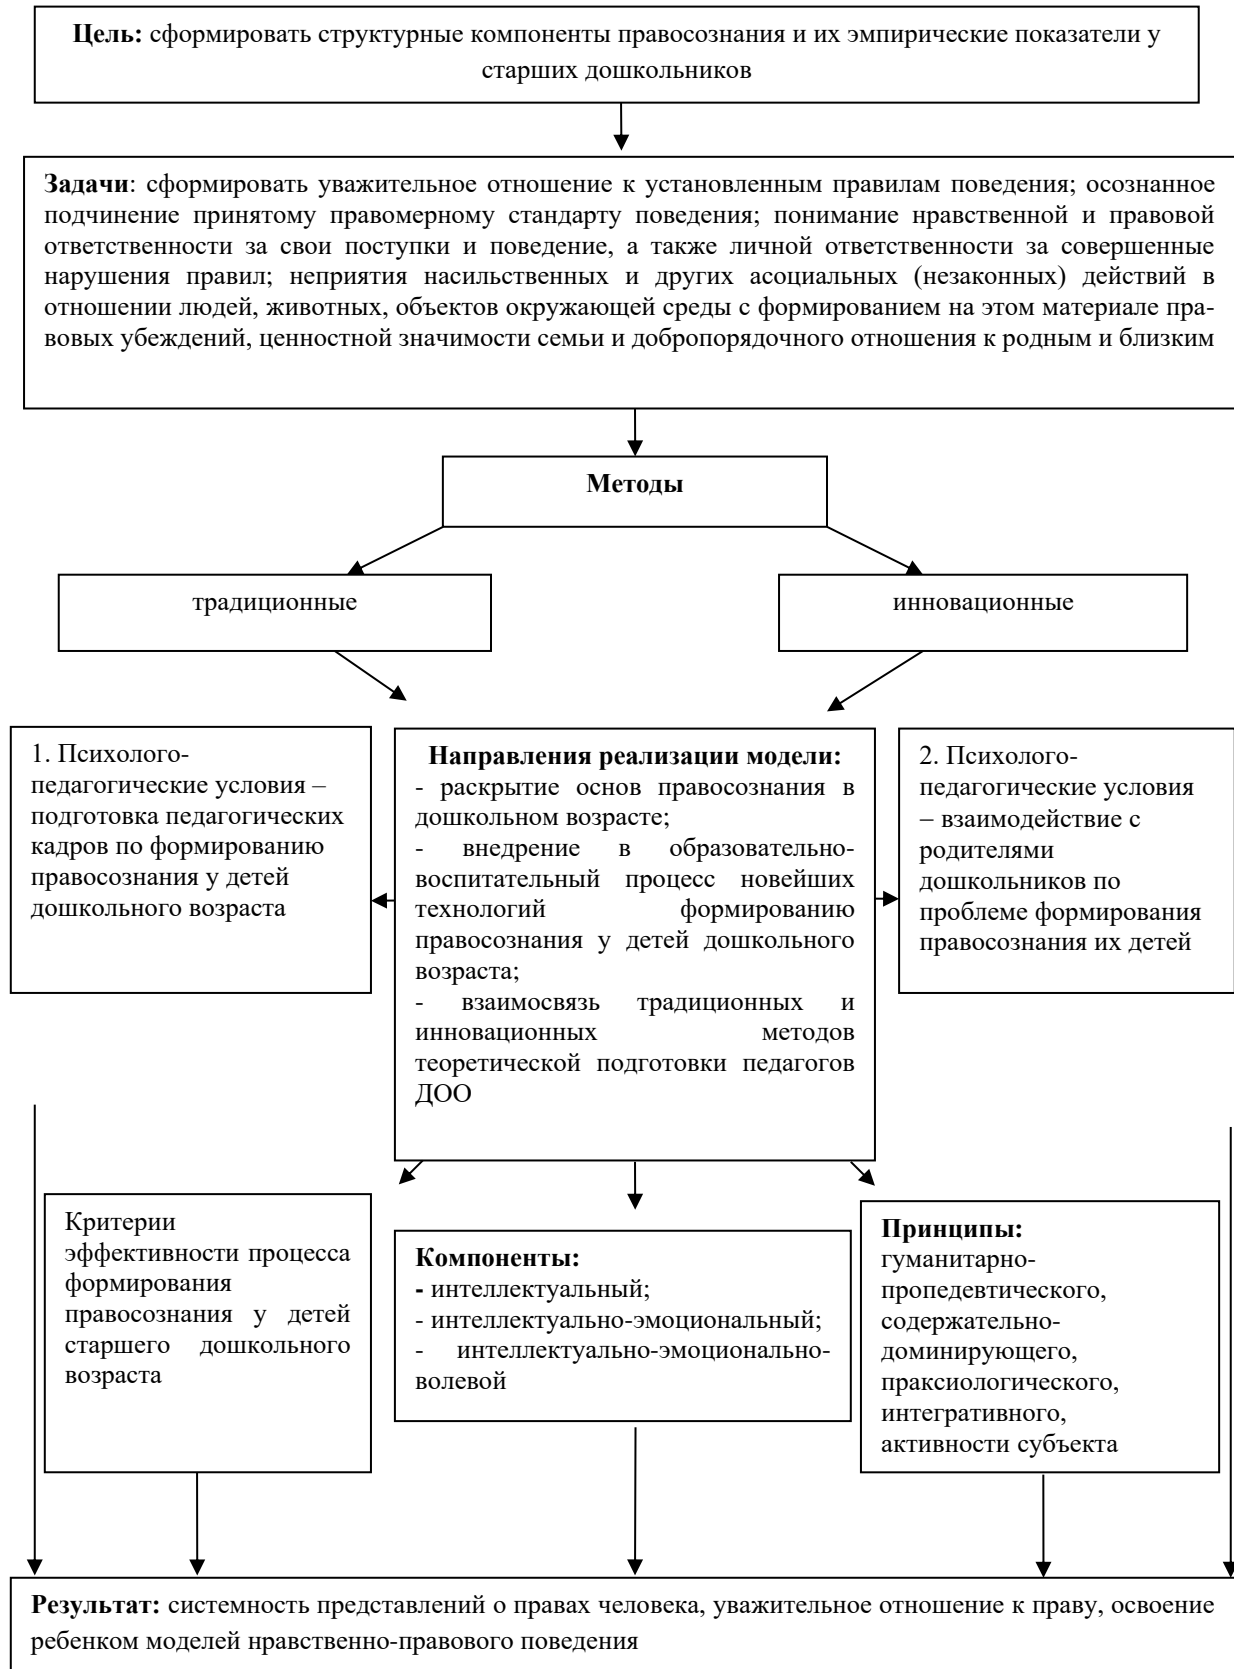 Цель: сформировать структурные компоненты правосознания и их эмпирические показатели у
старших дошкольников
Задачи: сформировать уважительное отношение к установленным правилам поведения; осознанное
подчинение принятому правомерному стандарту поведения; понимание нравственной и правовой
ответственности за свои поступки и поведение, а также личной ответственности за совершенные
нарушения правил; неприятия насильственных и других асоциальных (незаконных) действий в
отношении людей, животных, объектов окружающей среды с формированием на этом материале пра-
вовых убеждений, ценностной значимости семьи и добропорядочного отношения к родным и близким
Методы
традиционные
инновационные
1. Психолого-
педагогические условия –
подготовка педагогических
кадров по формированию
правосознания у детей
дошкольного возраста
Направления реализации модели:
- раскрытие основ правосознания в
дошкольном возрасте;
- внедрение в образовательно-
воспитательный процесс новейших
технологий формированию
правосознания у детей дошкольного
возраста;
- взаимосвязь традиционных и
инновационных методов
теоретической подготовки педагогов
ДОО
2. Психолого-
педагогические условия
– взаимодействие с
родителями
дошкольников по
проблеме формирования
правосознания их детей
Критерии
эффективности процесса
формирования
правосознания у детей
старшего дошкольного
возраста
Компоненты:
- интеллектуальный;
- интеллектуально-эмоциональный;
- интеллектуально-эмоционально-
волевой
Принципы:
гуманитарно-
пропедевтического,
содержательно-
доминирующего,
праксиологического,
интегративного,
активности субъекта
Результат: системность представлений о правах человека, уважительное отношение к праву, освоение
ребенком моделей нравственно-правового поведения